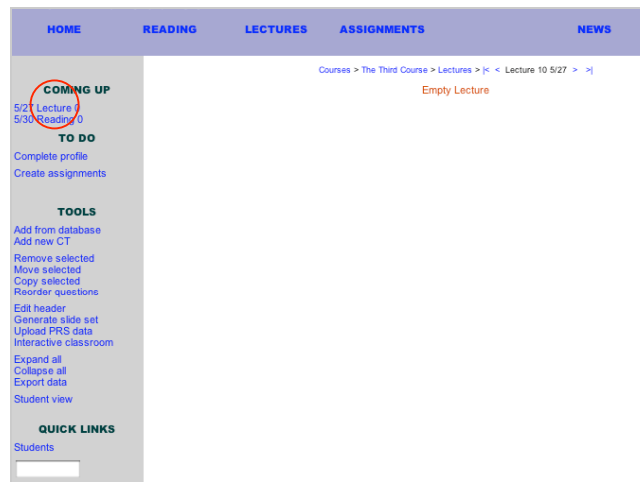 HOME READING LECTURES ASSIGNMENTS NEWS
Courses > The Third Course > Lectures > |< < Lecture 10 5/27 > >|
Empty Lecture
COMING UP
5/27 Lecture 0
5/30 Reading 0
TO DO
Complete profile
Create assignments
TOOLS
Add from database
Add new CT
Remove selected
Move selected
Copy selected
Reorder questions
Edit header
Generate slide set
Upload PRS data
Interactive classroom
Expand all
Collapse all
Export data
Student view
QUICK LINKS
Students